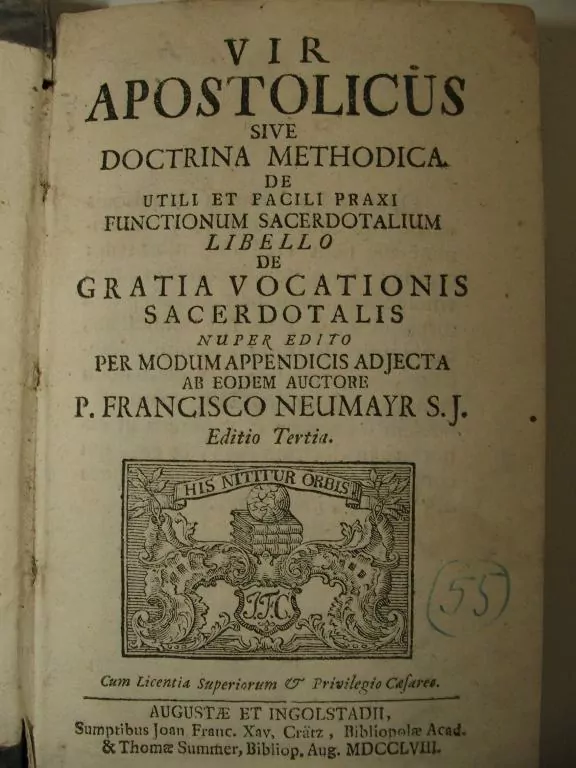 VIR
APOSTOLICUS
SIVE
DOCTRINA METHODICA
DE
UTILI ET FACILI PRAXI
FUNCTIONUM SACERDOTALIUM
LIBELLO
DE
GRATIA VOCATIONIS
SACERDOTALIS
NUPER EDITO
PER MODUM APPENDICIS ADJECTA
AB EODEM AUCTORE
P. FRANCISCO NEUMAYR S.J.
Editio Tertia.
HIS NITITUR ORBIS
J.F.C.
(55)
Cum Licentia Superiorum & Privilegio Cæsareo.
AUGUSTÆ ET INGOLSTADII,
Sumptibus Joan Franc. Xav, Crätz, Bibliopolæ Acad.
& Thomæ Summer, Bibliop. Aug. MDCCLVIII.